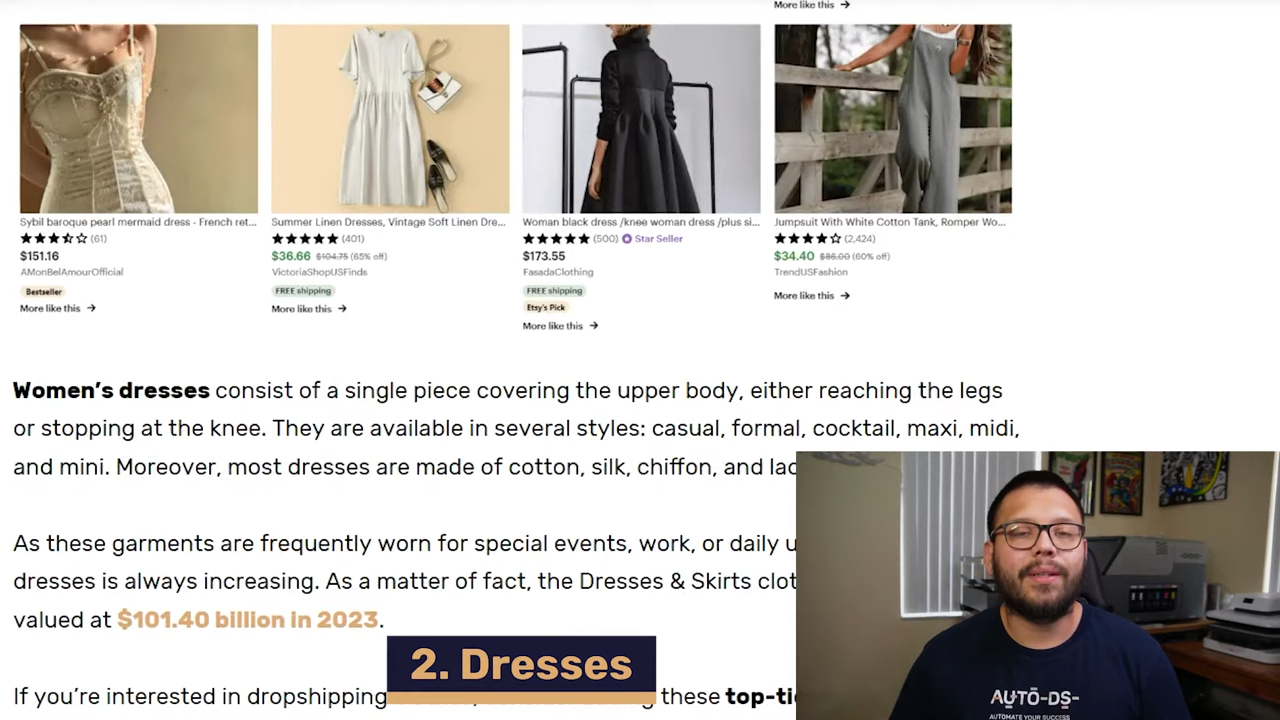 More like this →
Sybil baroque pearl mermaid dress - French ret...
(61)
$151.16
AMonBelAmourOfficial
Bestseller
More like this →
Summer Linen Dresses, Vintage Soft Linen Dre...
(401)
$36.66 $104.75 (65% off)
VictoriaShopUSFinds
FREE shipping
More like this →
Woman black dress /knee woman dress /plus si...
(500) Star Seller
$173.55
FasadaClothing
FREE shipping
Etsy's Pick
More like this →
Jumpsuit With White Cotton Tank, Romper Wo...
(2,424)
$34.40 $86.00 (60% off)
TrendUSFashion
More like this →
Women's dresses consist of a single piece covering the upper body, either reaching the legs
or stopping at the knee. They are available in several styles: casual, formal, cocktail, maxi, midi,
and mini. Moreover, most dresses are made of cotton, silk, chiffon, and lac
As these garments are frequently worn for special events, work, or daily u
dresses is always increasing. As a matter of fact, the Dresses & Skirts clot
valued at $101.40 billion in 2023.
If you're interested in dropshipping these top-tie
2. Dresses
AUTO-DS-
AUTOMATE YOUR SUCCESS